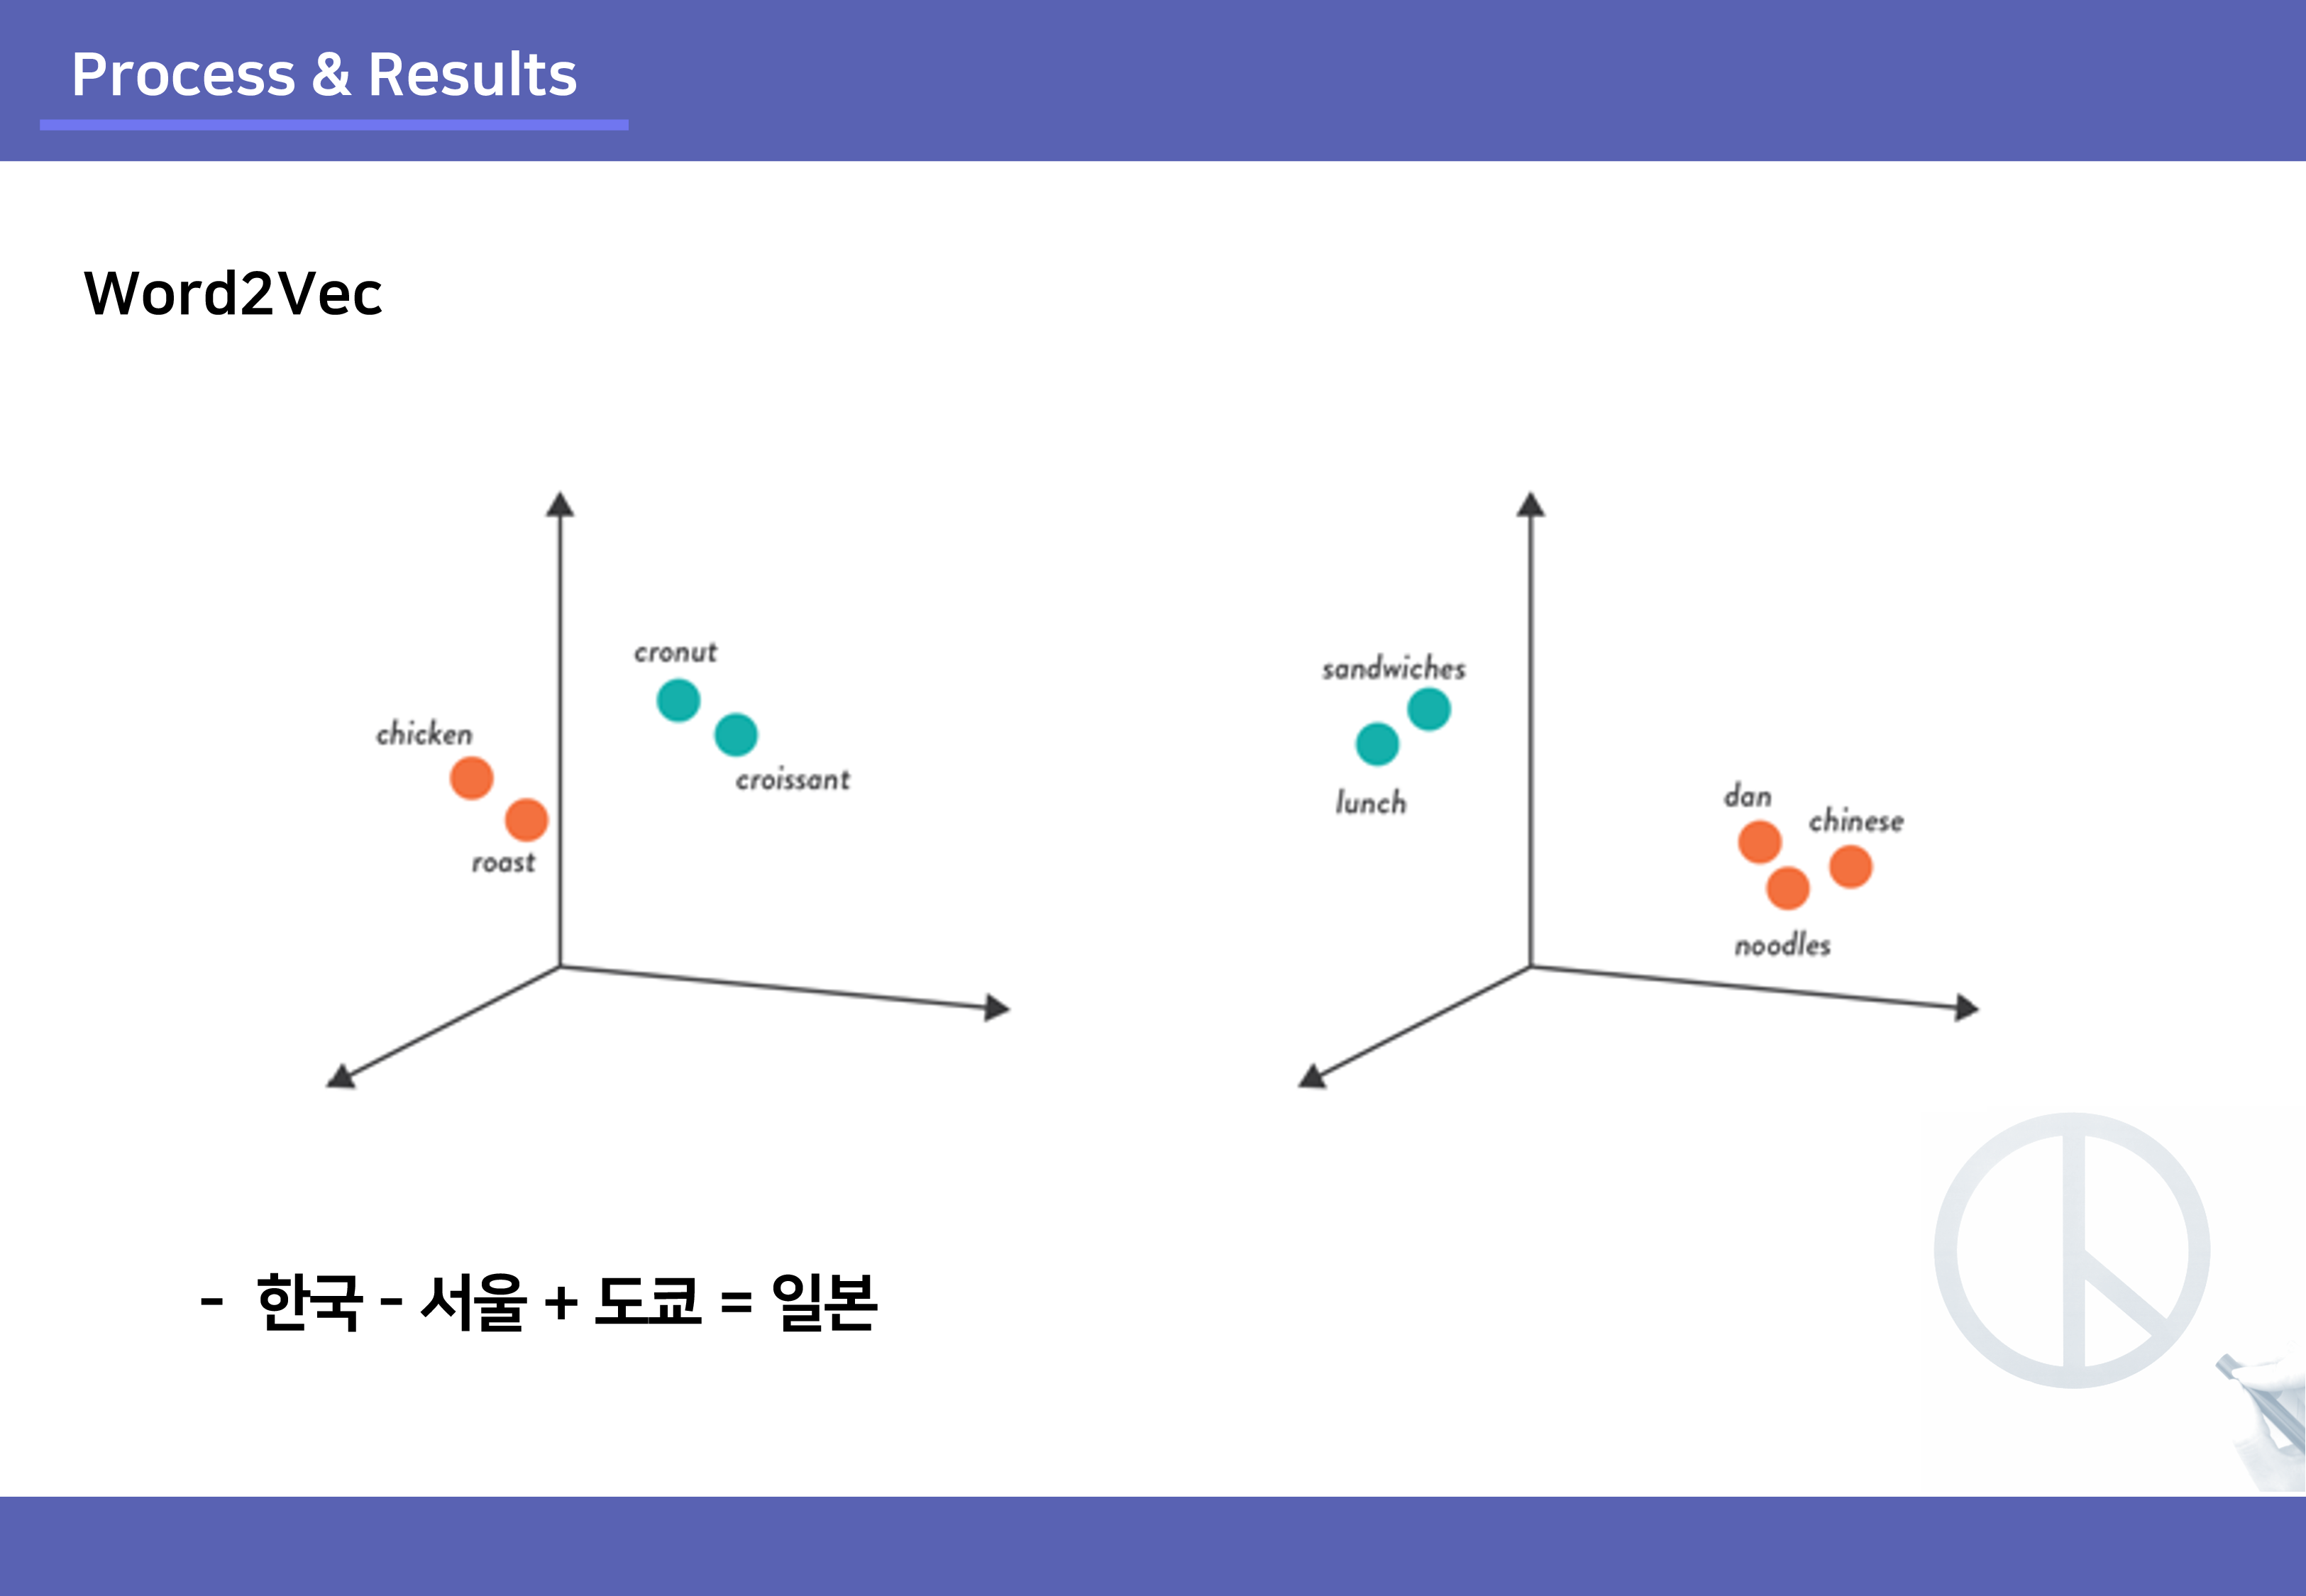 Process & Results
Word2Vec
cronut
chicken
croissant
roast
sandwiches
lunch
dan
chinese
noodles
- 한국 - 서울 + 도쿄 = 일본